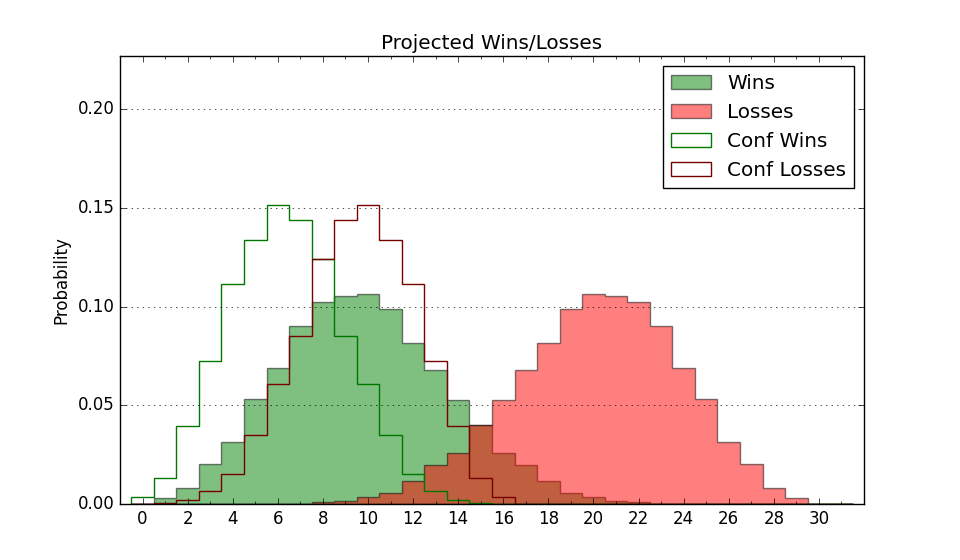 Projected Wins/Losses
Wins
Losses
Conf Wins
Conf Losses
Probability
0.20
0.15
0.10
0.05
0.00
0 2 4 6 8 10 12 14 16 18 20 22 24 26 28 30